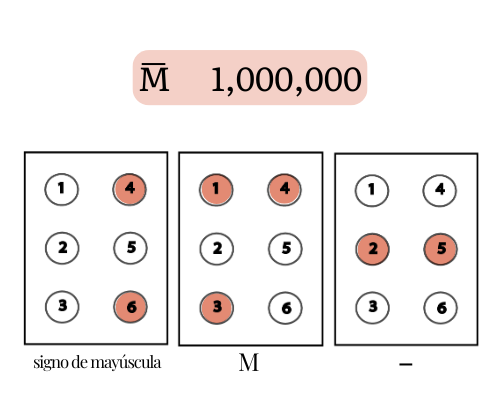 M̅ 1,000,000
1 4 1 4 1 4
2 5 2 5 2 5
3 6 3 6 3 6
signo de mayúscula M –